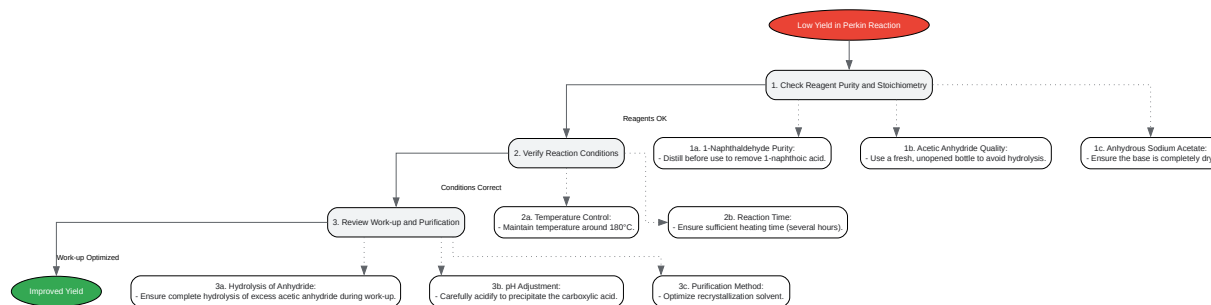 Low Yield in Perkin Reaction
1. Check Reagent Purity and Stoichiometry
Reagents OK
2. Verify Reaction Conditions
1a. 1-Naphthaldehyde Purity:
- Distill before use to remove 1-naphthoic acid.
1b. Acetic Anhydride Quality:
- Use a fresh, unopened bottle to avoid hydrolysis.
1c. Anhydrous Sodium Acetate:
- Ensure the base is completely dry
Conditions Correct
3. Review Work-up and Purification
2a. Temperature Control:
- Maintain temperature around 180°C.
2b. Reaction Time:
- Ensure sufficient heating time (several hours).
Work-up Optimized
Improved Yield
3a. Hydrolysis of Anhydride:
- Ensure complete hydrolysis of excess acetic anhydride during work-up.
3b. pH Adjustment:
- Carefully acidify to precipitate the carboxylic acid.
3c. Purification Method:
- Optimize recrystallization solvent.